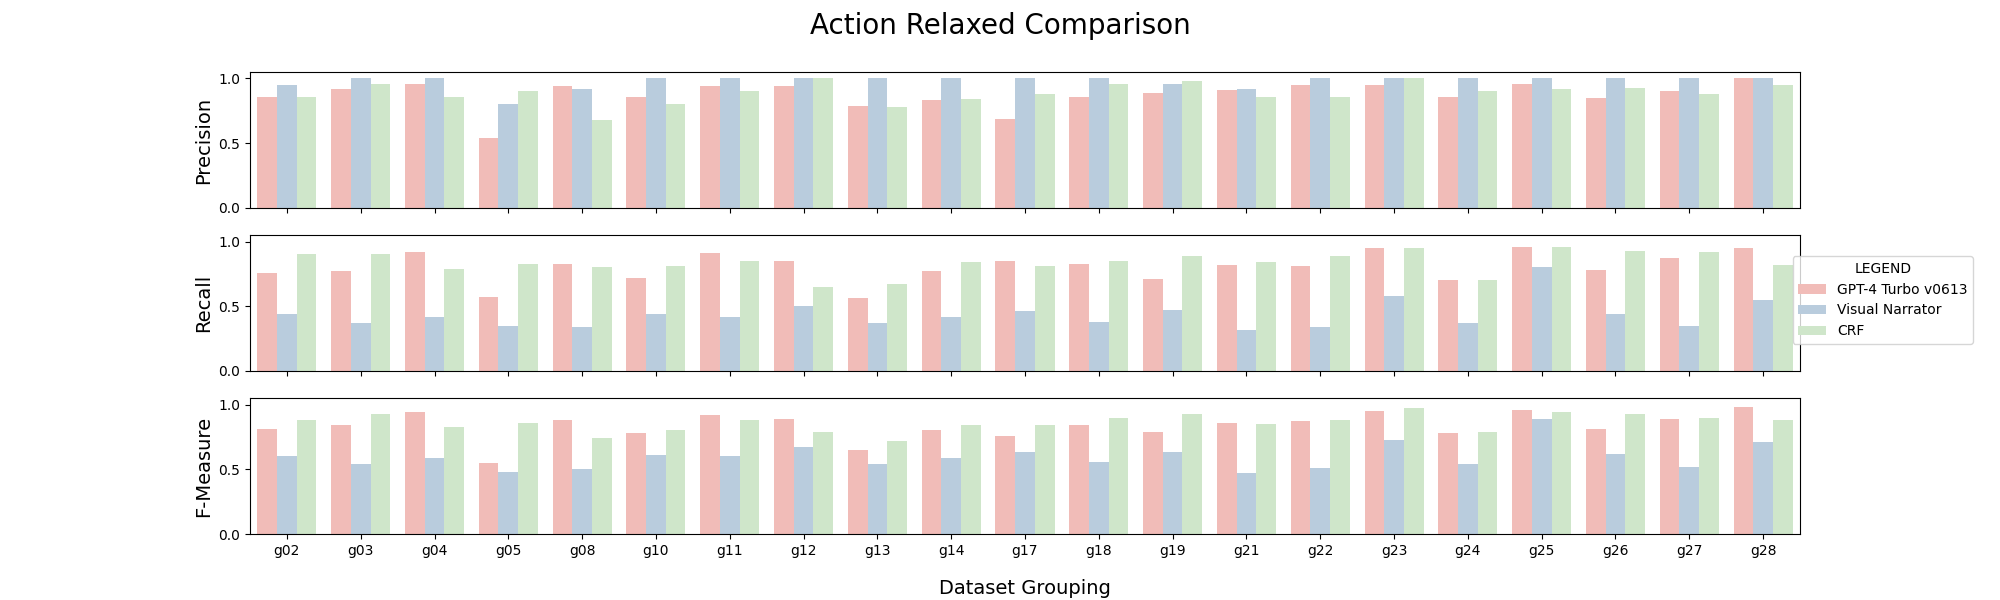 Action Relaxed Comparison
Precision
1.0
0.5
0.0
Recall
1.0
0.5
0.0
LEGEND
GPT-4 Turbo v0613
Visual Narrator
CRF
F-Measure
1.0
0.5
0.0
g02 g03 g04 g05 g08 g10 g11 g12 g13 g14 g17 g18 g19 g21 g22 g23 g24 g25 g26 g27 g28
Dataset Grouping